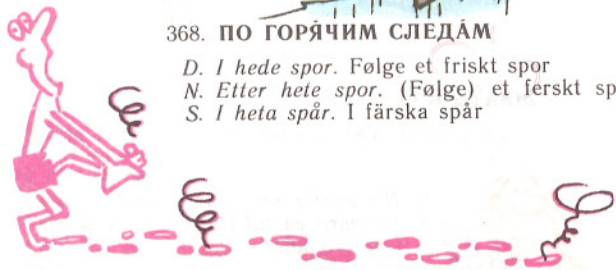 368. ПО ГОРЯ́ЧИМ СЛЕДА́М
D. I hede spor. Følge et friskt spor
N. Etter hete spor. (Følge) et ferskt sp
S. I heta spår. I färska spår